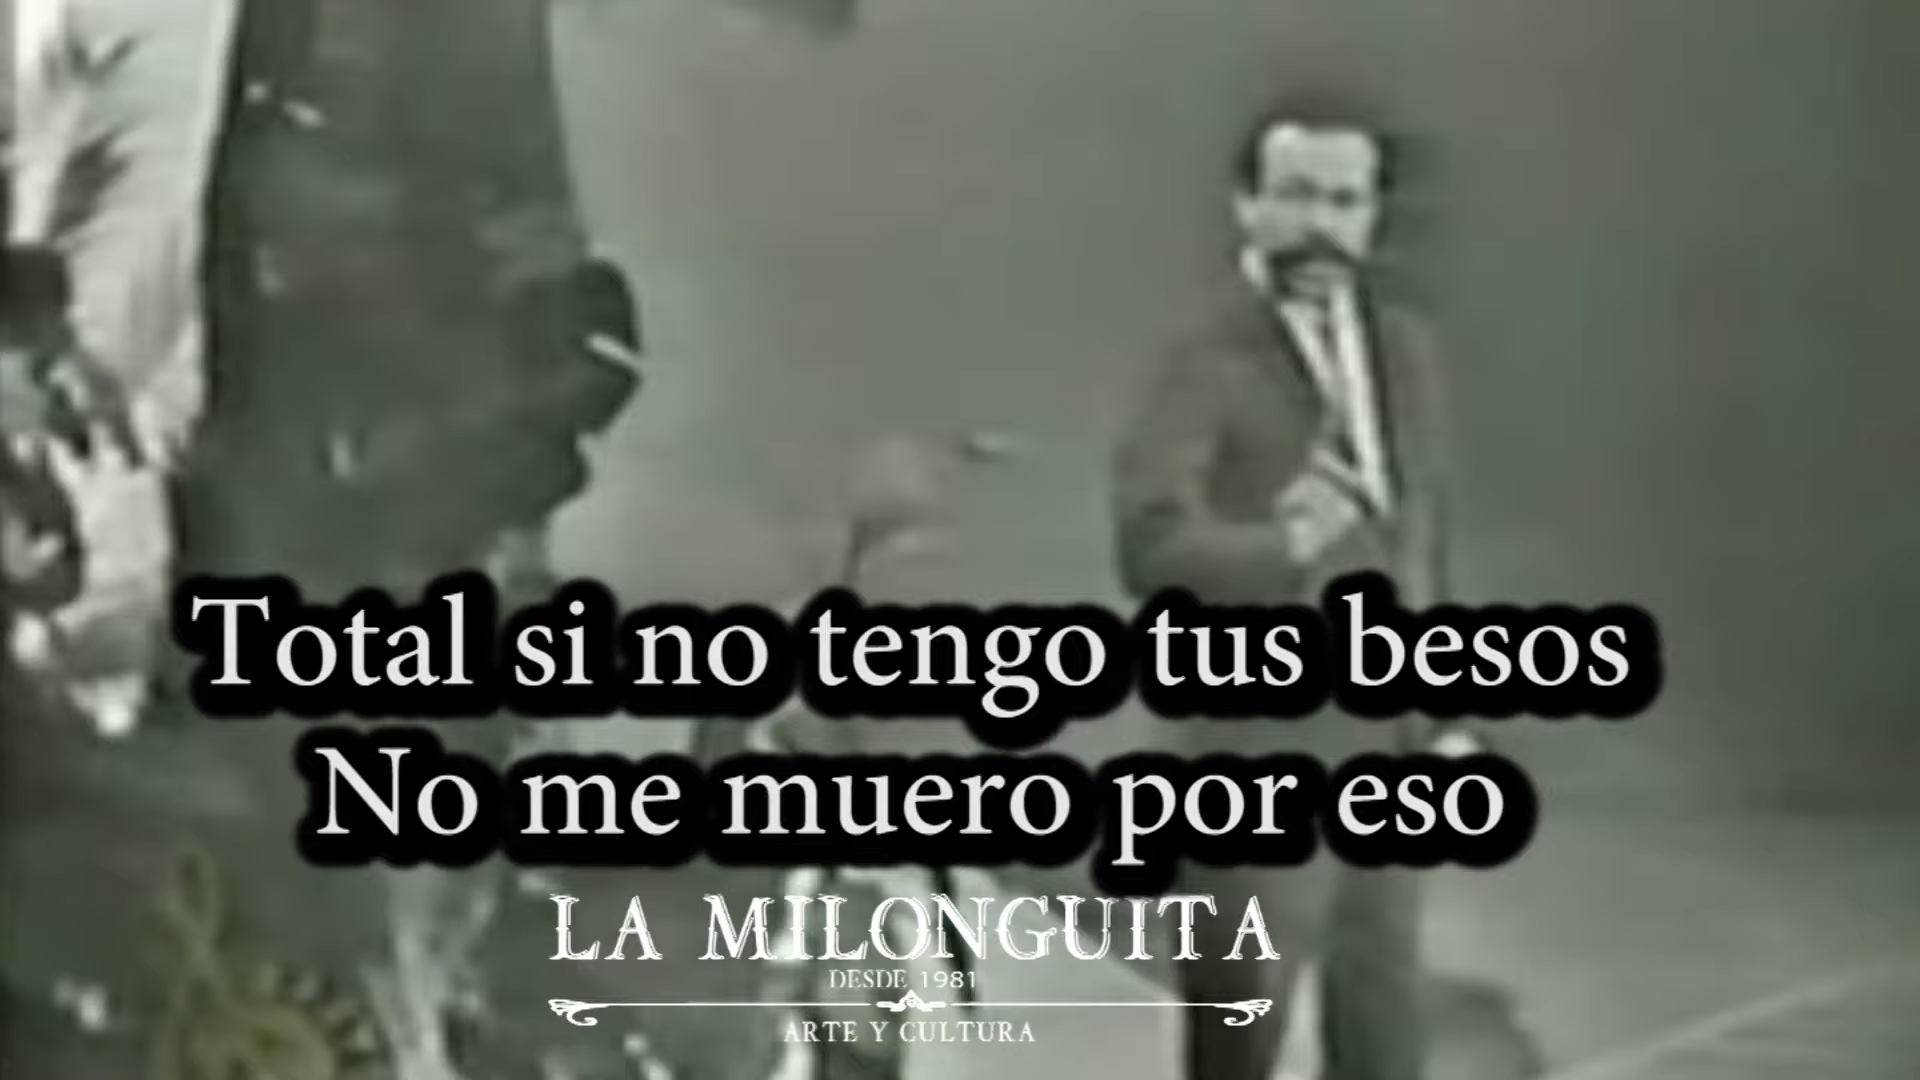 Total si no tengo tus besos
No me muero por eso
LA MILONGUITA
DESDE 1981
ARTE Y CULTURA